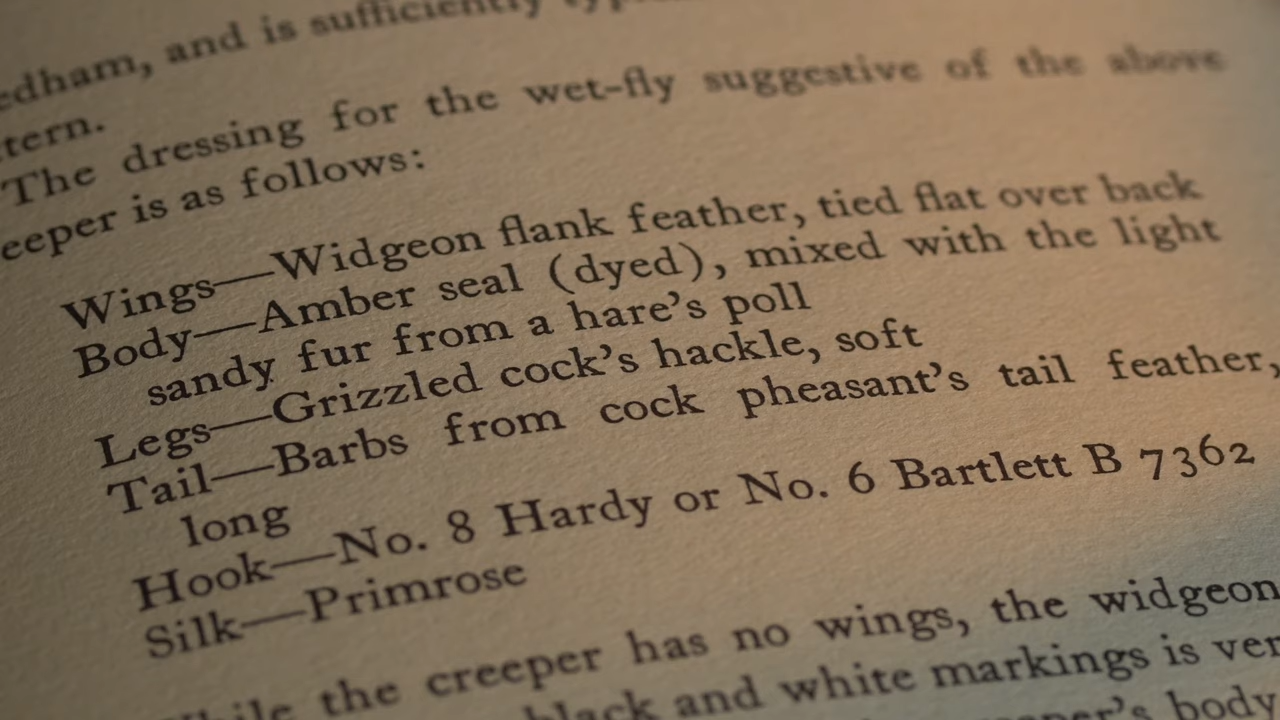 edham, and is sufficiently
tern.
The dressing for the wet-fly suggestive of the above
eeper is as follows:
Wings—Widgeon flank feather, tied flat over back
Body—Amber seal (dyed), mixed with the light
sandy fur from a hare's poll
Legs—Grizzled cock's hackle, soft
Tail—Barbs from cock pheasant's tail feather,
long
Hook—No. 8 Hardy or No. 6 Bartlett B 7362
Silk—Primrose
hile the creeper has no wings, the widgeon
black and white markings is ver
eeper's body